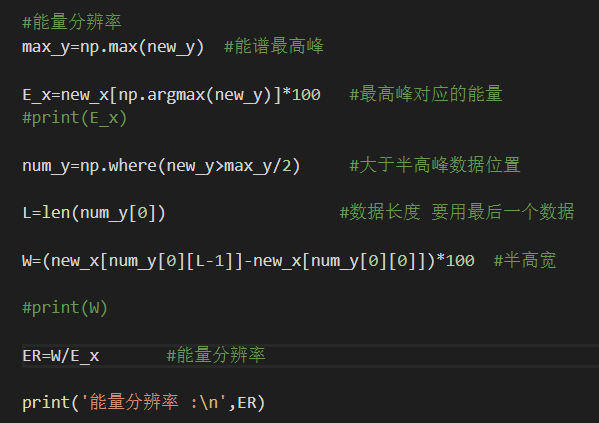 #能量分辨率
max_y=np.max(new_y)  #能谱最高峰
E_x=new_x[np.argmax(new_y)]*100   #最高峰对应的能量
#print(E_x)
num_y=np.where(new_y>max_y/2)     #大于半高峰数据位置
L=len(num_y[0])                  #数据长度 要用最后一个数据
W=(new_x[num_y[0][L-1]]-new_x[num_y[0][0]])*100  #半高宽
#print(W)
ER=W/E_x       #能量分辨率
print('能量分辨率 :\n',ER)